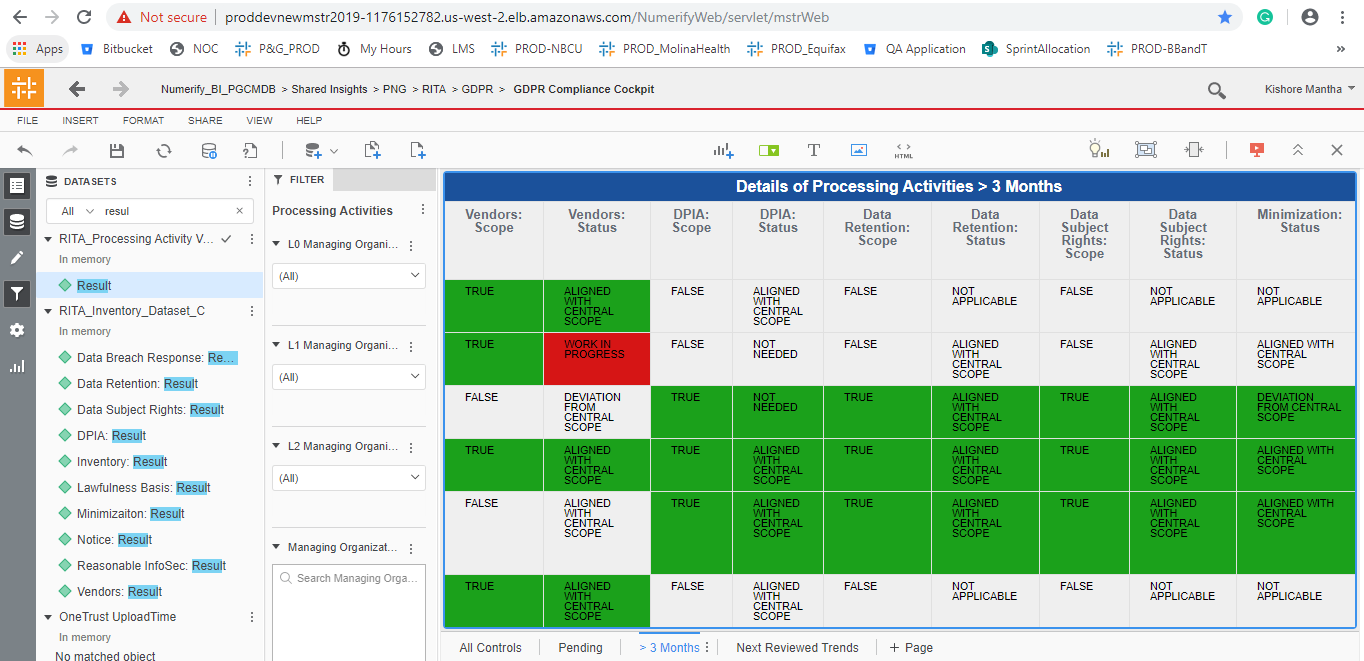 Not secure | proddevnewmstr2019-1176152782.us-west-2.elb.amazonaws.com/NumerifyWeb/servlet/mstrWeb
Apps Bitbucket NOC P&G_PROD My Hours LMS PROD-NBCU PROD_MolinaHealth PROD_Equifax QA Application SprintAllocation PROD-BBandT »
Numerify_BI_PGCMDB > Shared Insights > PNG > RITA > GDPR > GDPR Compliance Cockpit Kishore Mantha
FILE INSERT FORMAT SHARE VIEW HELP
T HTML
DATASETS
All resul
RITA_Processing Activity V...
In memory
Result
RITA_Inventory_Dataset_C
In memory
Data Breach Response: Re...
Data Retention: Result
Data Subject Rights: Result
DPIA: Result
Inventory: Result
Lawfulness Basis: Result
Minimizaiton: Result
Notice: Result
Reasonable InfoSec: Result
Vendors: Result
OneTrust UploadTime
In memory
No matched object
FILTER
Processing Activities
L0 Managing Organi...
(All)
L1 Managing Organi...
(All)
L2 Managing Organi...
(All)
Managing Organizat...
Search Managing Orga...
Details of Processing Activities > 3 Months
Vendors: Scope Vendors: Status DPIA: Scope DPIA: Status Data Retention: Scope Data Retention: Status Data Subject Rights: Scope Data Subject Rights: Status Minimization: Status
TRUE ALIGNED WITH CENTRAL SCOPE FALSE ALIGNED WITH CENTRAL SCOPE FALSE NOT APPLICABLE FALSE NOT APPLICABLE NOT APPLICABLE
TRUE WORK IN PROGRESS FALSE NOT NEEDED FALSE ALIGNED WITH CENTRAL SCOPE FALSE ALIGNED WITH CENTRAL SCOPE ALIGNED WITH CENTRAL SCOPE
FALSE DEVIATION FROM CENTRAL SCOPE TRUE NOT NEEDED TRUE ALIGNED WITH CENTRAL SCOPE TRUE ALIGNED WITH CENTRAL SCOPE DEVIATION FROM CENTRAL SCOPE
TRUE ALIGNED WITH CENTRAL SCOPE TRUE ALIGNED WITH CENTRAL SCOPE TRUE ALIGNED WITH CENTRAL SCOPE TRUE ALIGNED WITH CENTRAL SCOPE ALIGNED WITH CENTRAL SCOPE
FALSE ALIGNED WITH CENTRAL SCOPE TRUE ALIGNED WITH CENTRAL SCOPE TRUE ALIGNED WITH CENTRAL SCOPE TRUE ALIGNED WITH CENTRAL SCOPE ALIGNED WITH CENTRAL SCOPE
TRUE ALIGNED WITH CENTRAL SCOPE FALSE ALIGNED WITH CENTRAL SCOPE FALSE NOT APPLICABLE FALSE NOT APPLICABLE NOT APPLICABLE
All Controls Pending > 3 Months Next Reviewed Trends + Page